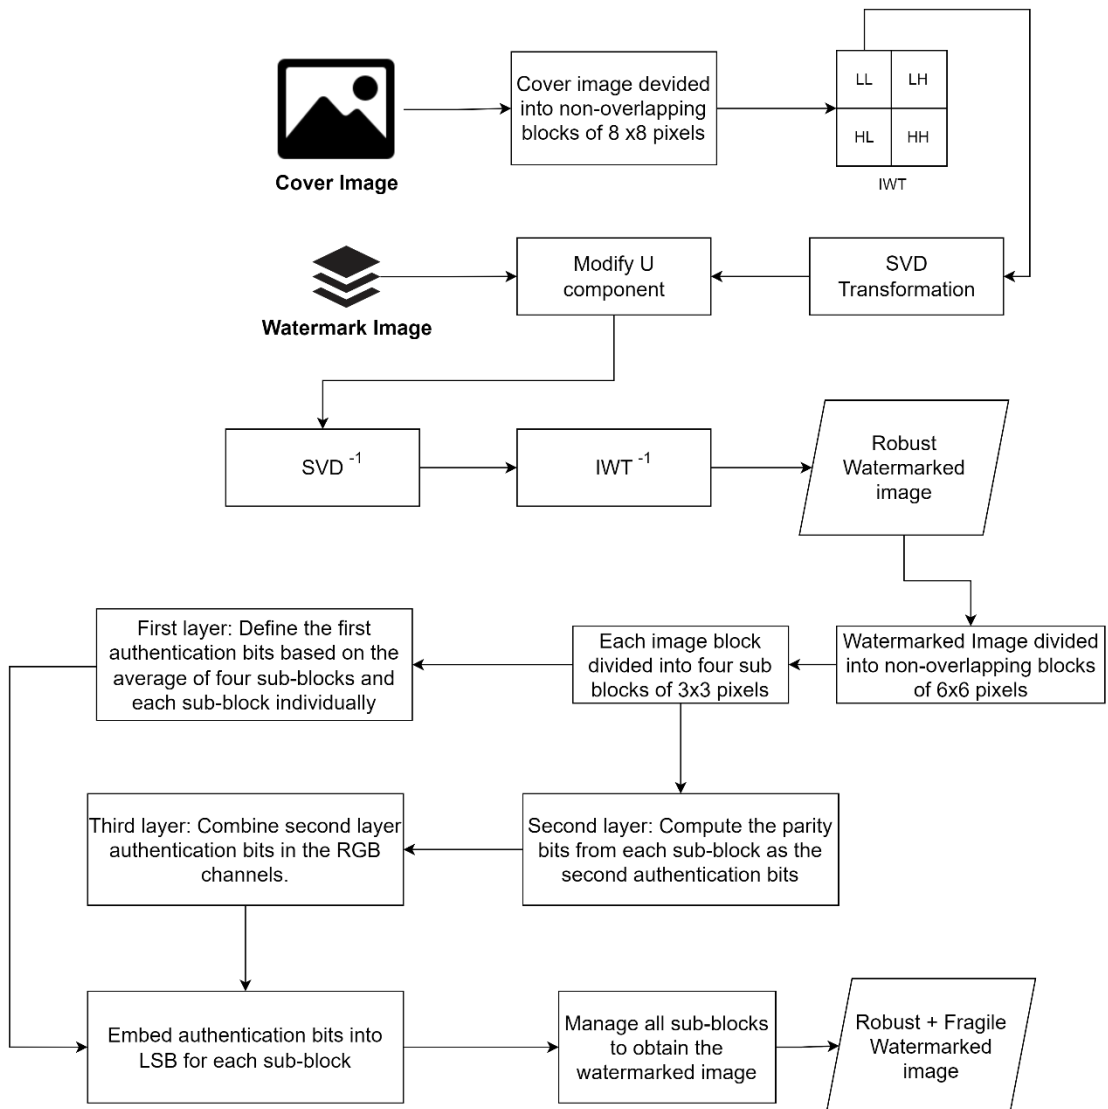 Cover image devided
into non-overlapping
blocks of 8 x8 pixels
LL
LH
HL
HH
IWT
Cover Image
Modify U
component
SVD
Transformation
Watermark Image
SVD -1
IWT -1
Robust
Watermarked
image
First layer: Define the first
authentication bits based on the
average of four sub-blocks and
each sub-block individually
Each image block
divided into four sub
blocks of 3x3 pixels
Watermarked Image divided
into non-overlapping blocks
of 6x6 pixels
Third layer: Combine second layer
authentication bits in the RGB
channels.
Second layer: Compute the parity
bits from each sub-block as the
second authentication bits
Embed authentication bits into
LSB for each sub-block
Manage all sub-blocks
to obtain the
watermarked image
Robust + Fragile
Watermarked
image